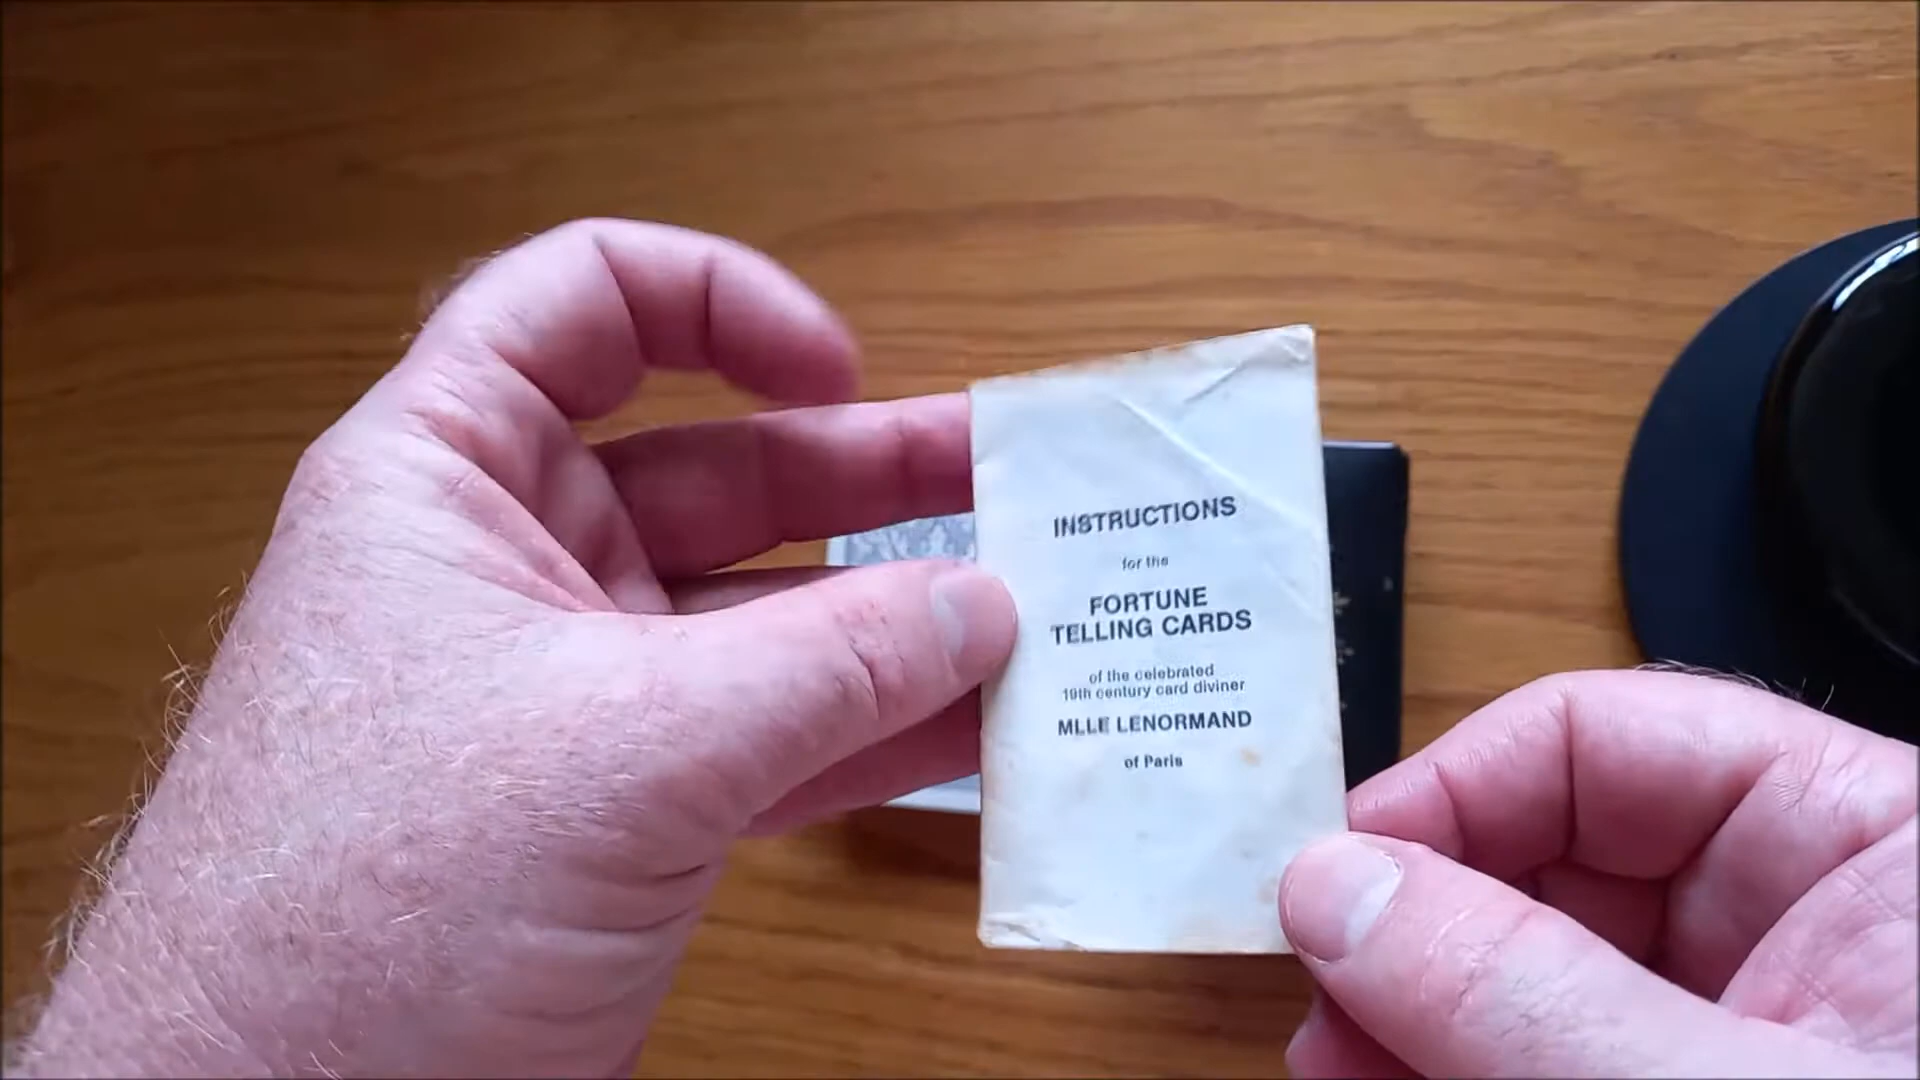 INSTRUCTIONS
for the
FORTUNE
TELLING CARDS
of the celebrated
19th century card diviner
MLLE LENORMAND
of Paris